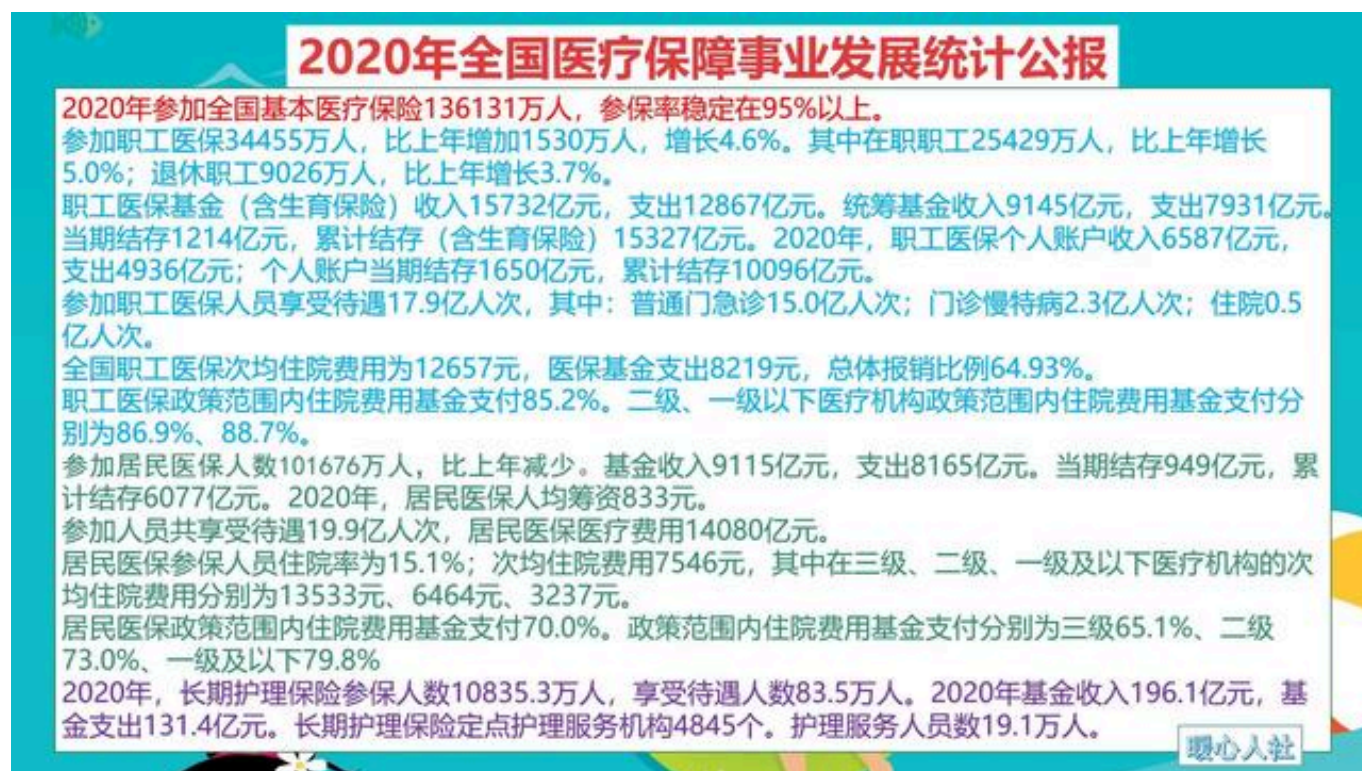 2020年全国医疗保障事业发展统计公报
2020年参加全国基本医疗保险136131万人，参保率稳定在95%以上。
参加职工医保34455万人，比上年增加1530万人，增长4.6%。其中在职职工25429万人，比上年增长
5.0%；退休职工9026万人，比上年增长3.7%。
职工医保基金（含生育保险）收入15732亿元，支出12867亿元。统筹基金收入9145亿元，支出7931亿元。
当期结存1214亿元，累计结存（含生育保险）15327亿元。2020年，职工医保个人账户收入6587亿元，
支出4936亿元；个人账户当期结存1650亿元，累计结存10096亿元。
参加职工医保人员享受待遇17.9亿人次，其中：普通门急诊15.0亿人次；门诊慢特病2.3亿人次；住院0.5
亿人次。
全国职工医保次均住院费用为12657元，医保基金支出8219元，总体报销比例64.93%。
职工医保政策范围内住院费用基金支付85.2%。二级、一级以下医疗机构政策范围内住院费用基金支付分
别为86.9%、88.7%。
参加居民医保人数101676万人，比上年减少。基金收入9115亿元，支出8165亿元。当期结存949亿元，累
计结存6077亿元。2020年，居民医保人均筹资833元。
参加人员共享受待遇19.9亿人次，居民医保医疗费用14080亿元。
居民医保参保人员住院率为15.1%；次均住院费用7546元，其中在三级、二级、一级及以下医疗机构的次
均住院费用分别为13533元、6464元、3237元。
居民医保政策范围内住院费用基金支付70.0%。政策范围内住院费用基金支付分别为三级65.1%、二级
73.0%、一级及以下79.8%
2020年，长期护理保险参保人数10835.3万人，享受待遇人数83.5万人。2020年基金收入196.1亿元，基
金支出131.4亿元。长期护理保险定点护理服务机构4845个。护理服务人员数19.1万人。
暖心人社